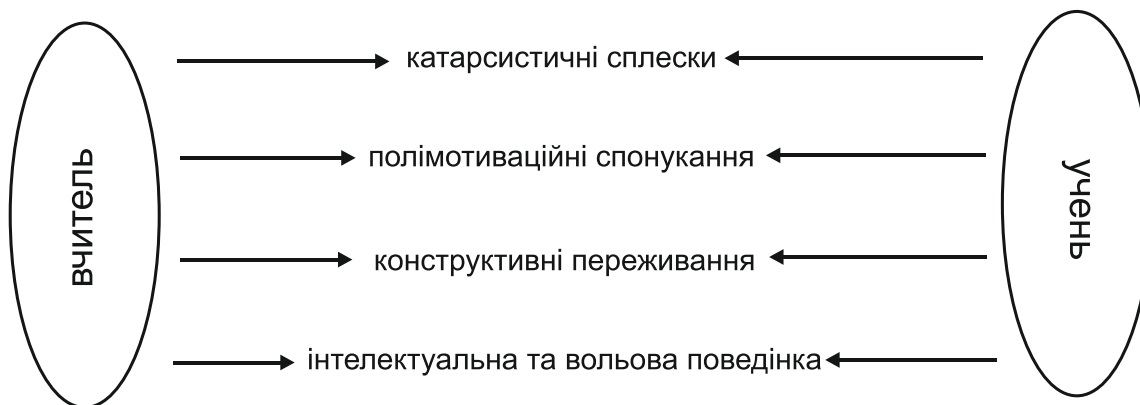 вчитель
катарсистичні сплески
полімотиваційні спонукання
конструктивні переживання
інтелектуальна та вольова поведінка
учень